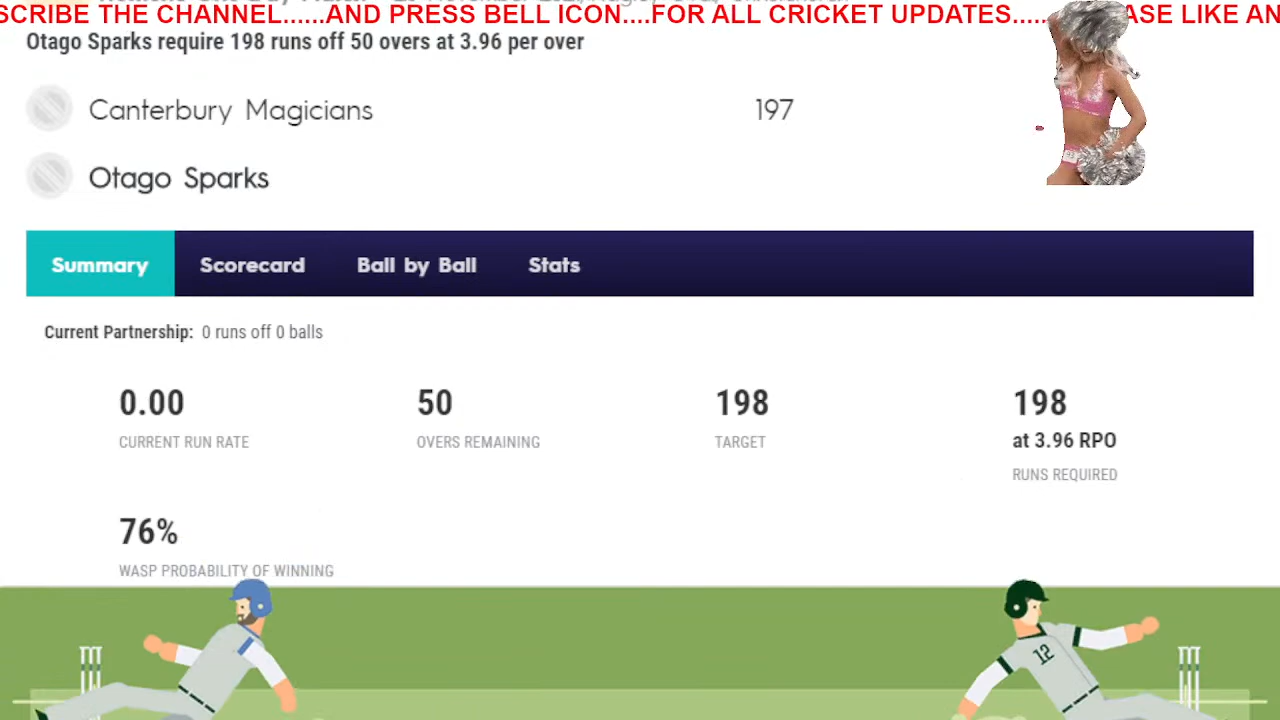 SCRIBE THE CHANNEL......AND PRESS BELL ICON....FOR ALL CRICKET UPDATES.....
ASE LIKE AN
Otago Sparks require 198 runs off 50 overs at 3.96 per over
Canterbury Magicians 197
Otago Sparks
Summary Scorecard Ball by Ball Stats
Current Partnership: 0 runs off 0 balls
0.00 50 198 198
at 3.96 RPO
CURRENT RUN RATE OVERS REMAINING TARGET
RUNS REQUIRED
76%
WASP PROBABILITY OF WINNING
12